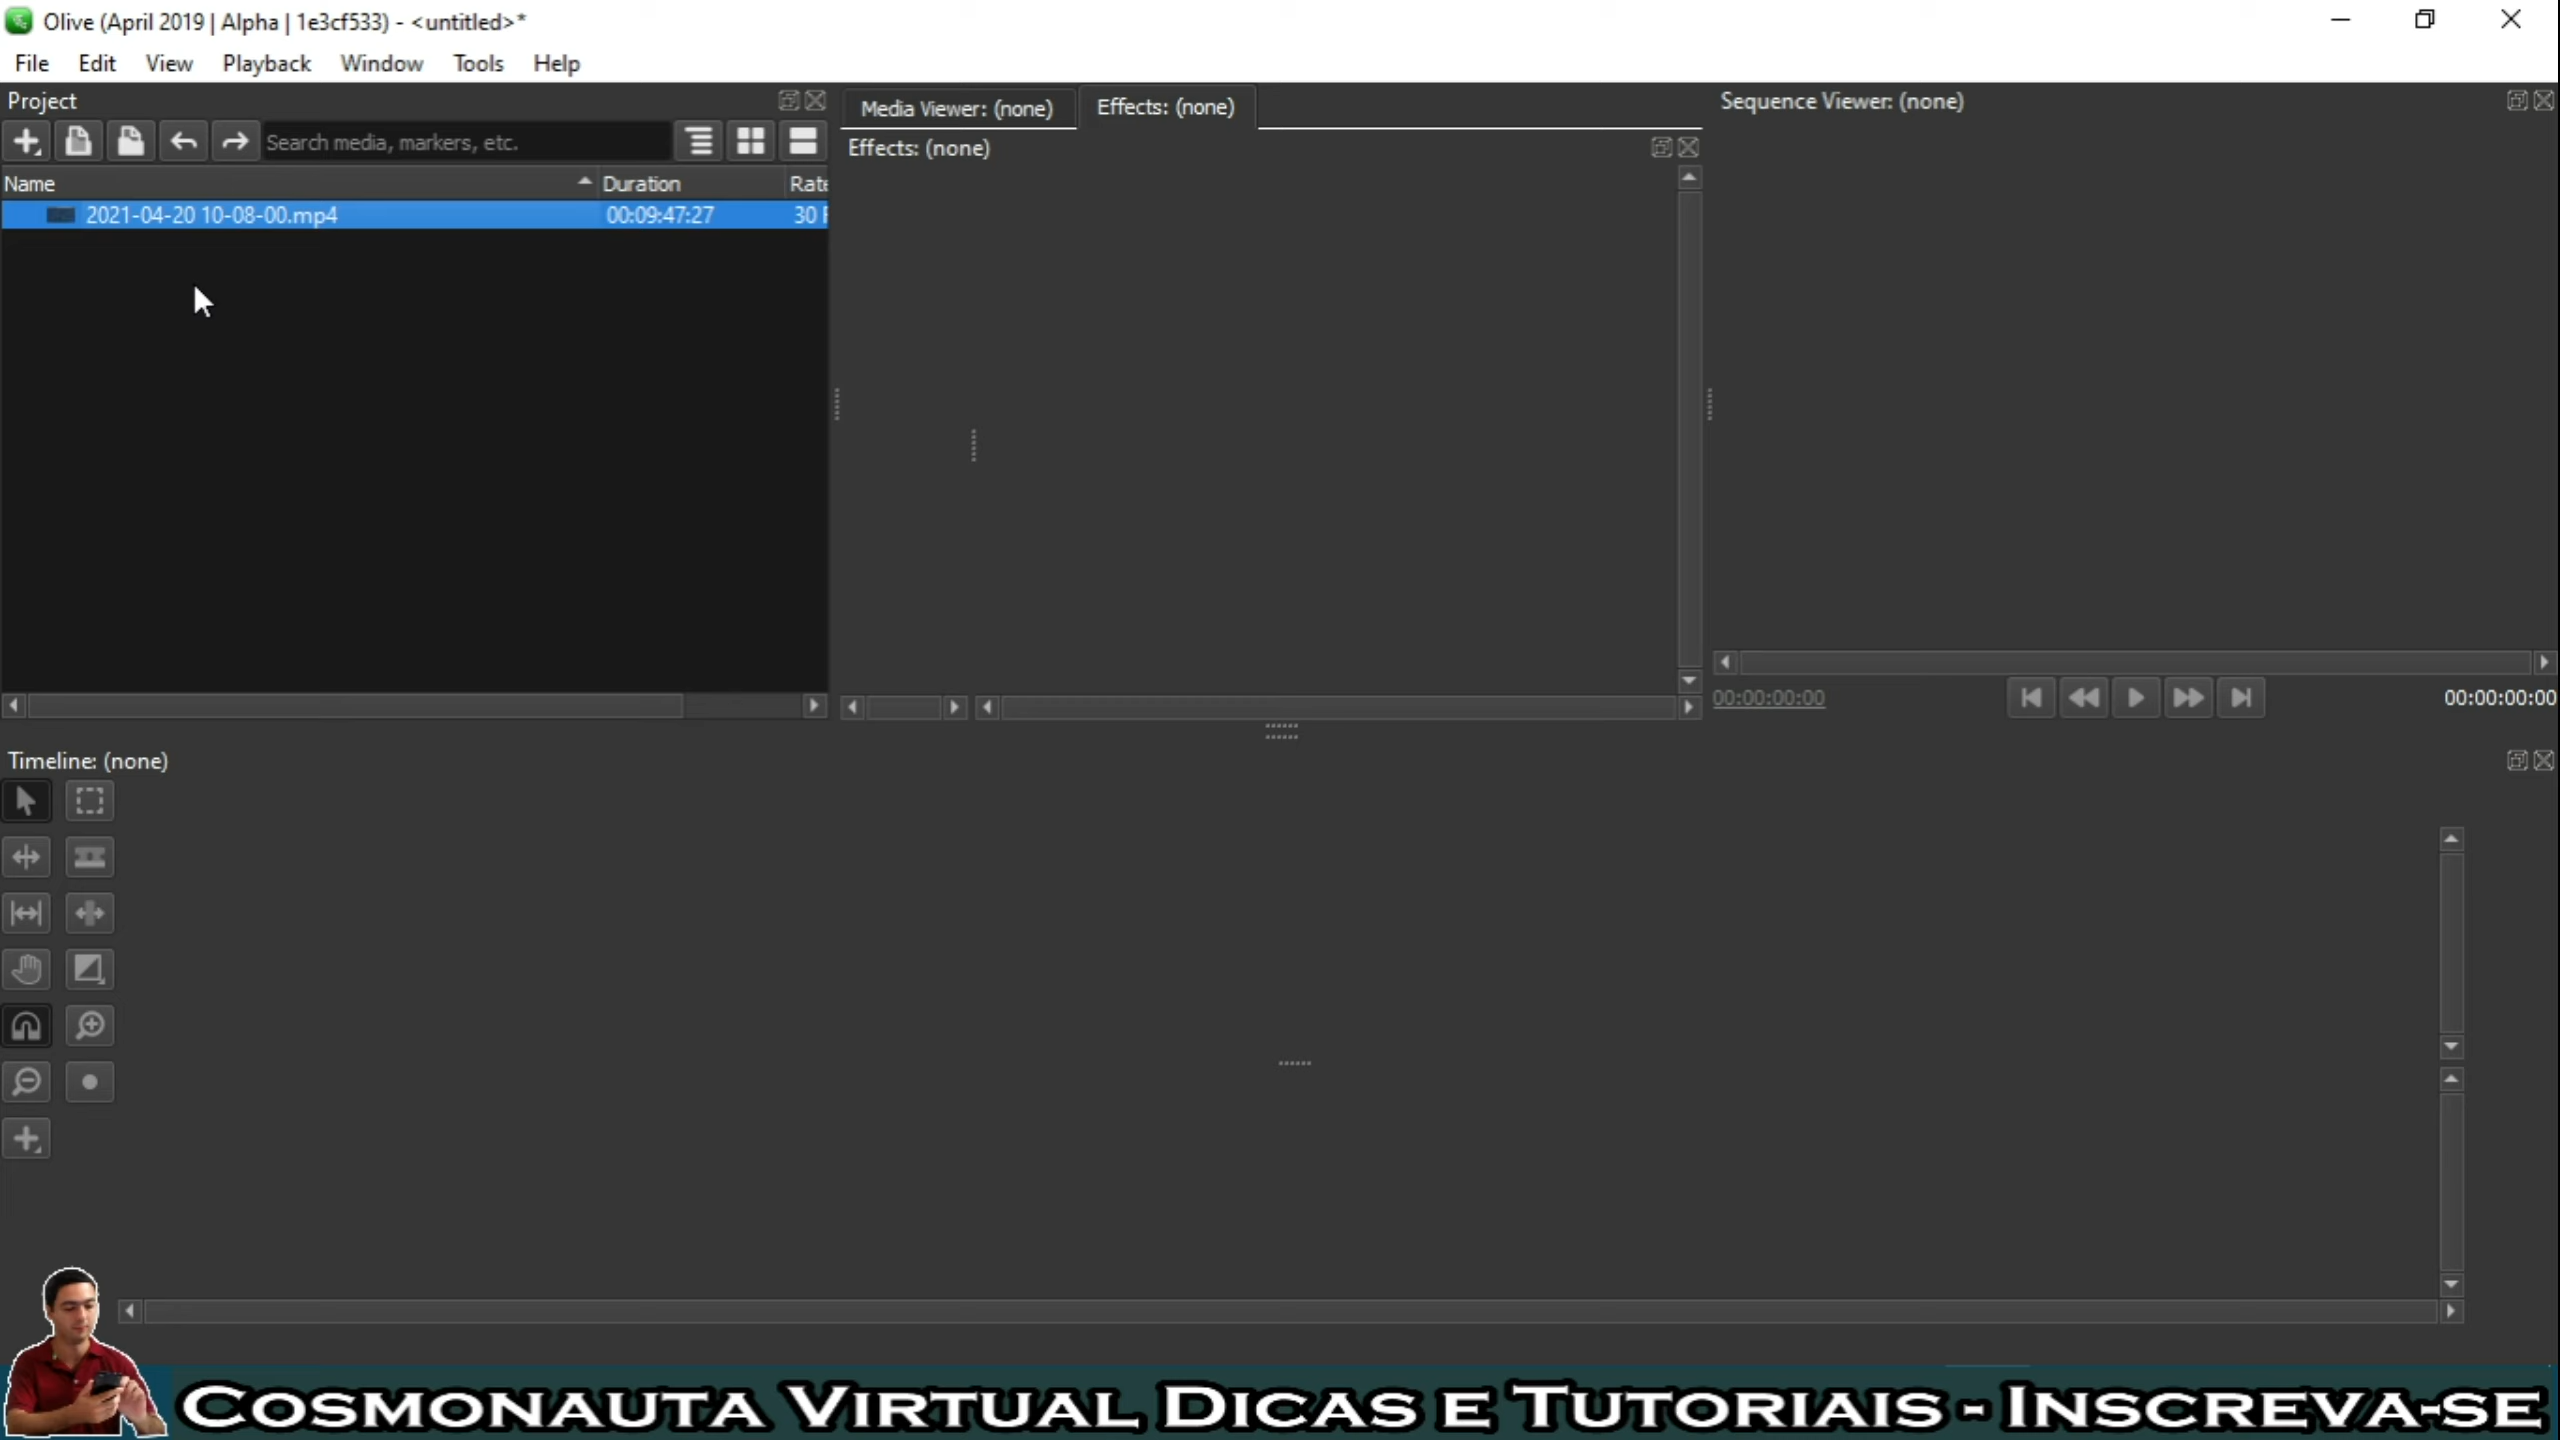 Olive (April 2019 | Alpha | 1e3cf533) - <untitled>*
File Edit View Playback Window Tools Help
Project
Search media, markers, etc.
Name Duration Rate
2021-04-20 10-08-00.mp4 00:09:47:27 30 F
Media Viewer: (none) Effects: (none)
Effects: (none)
Sequence Viewer: (none)
00:00:00:00 00:00:00:00
Timeline: (none)
Cosmonauta Virtual Dicas e Tutoriais - Inscreva-se